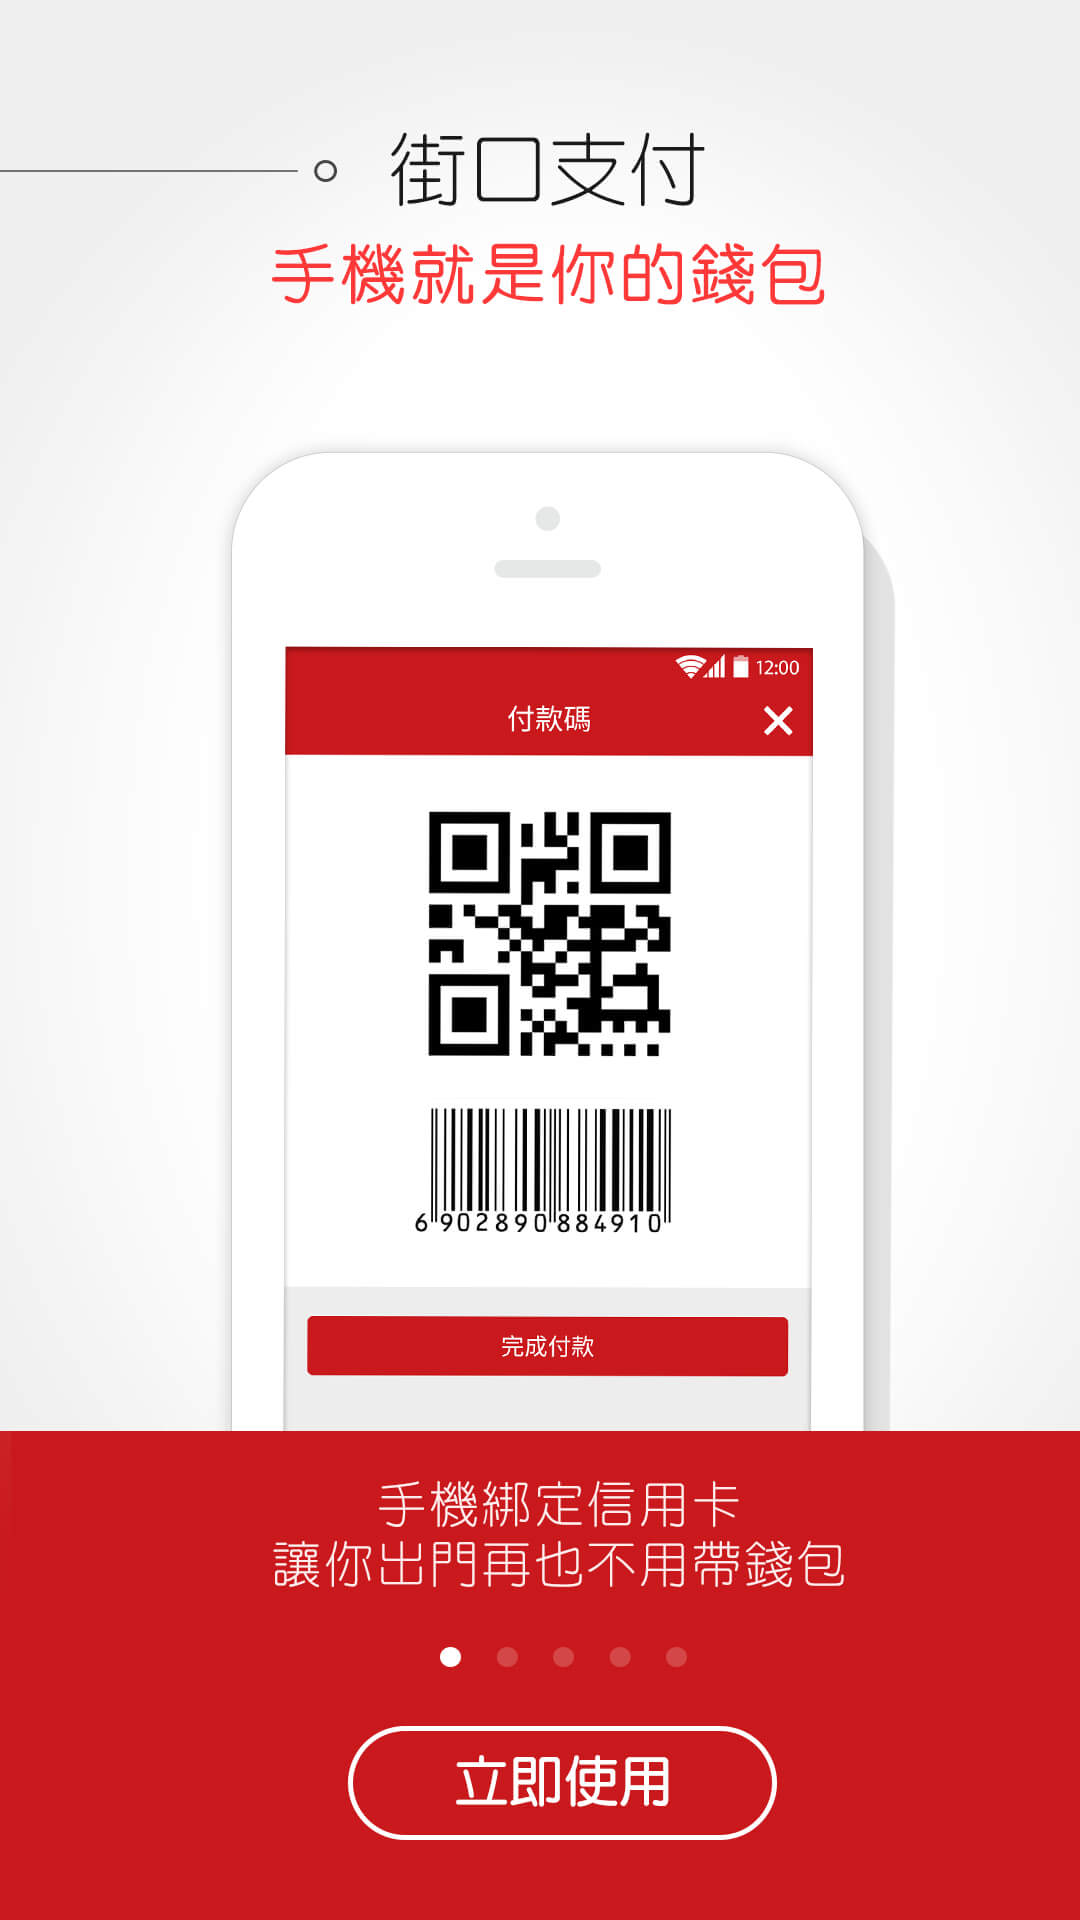 街口支付
手機就是你的錢包
12:00
付款碼
6 902890 884910
完成付款
手機綁定信用卡
讓你出門再也不用帶錢包
立即使用